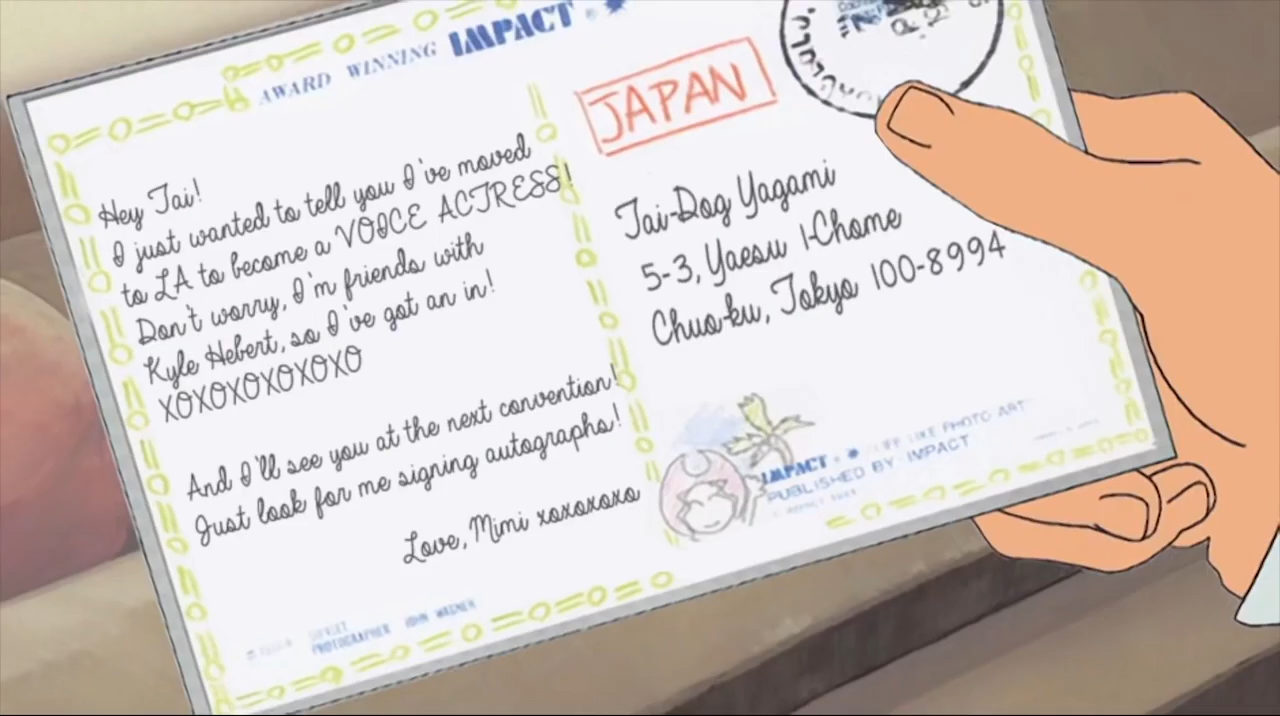 AWARD WINNING IMPACT
JAPAN
Hey Tai!
I just wanted to tell you I've moved
to LA to become a VOICE ACTRESS!
Don't worry, I'm friends with
Kyle Hebert, so I've got an in!
XOXOXOXOXOXO
And I'll see you at the next convention!
Just look for me signing autographs!
Love, Mimi xoxoxoxo
PHOTOGRAPHER JOHN WAGNER
Tai-Dog Yagami
5-3, Yaesu 1-Chome
Chuo-ku, Tokyo 100-8994
IMPACT LIKE PHOTO ART
PUBLISHED BY IMPACT